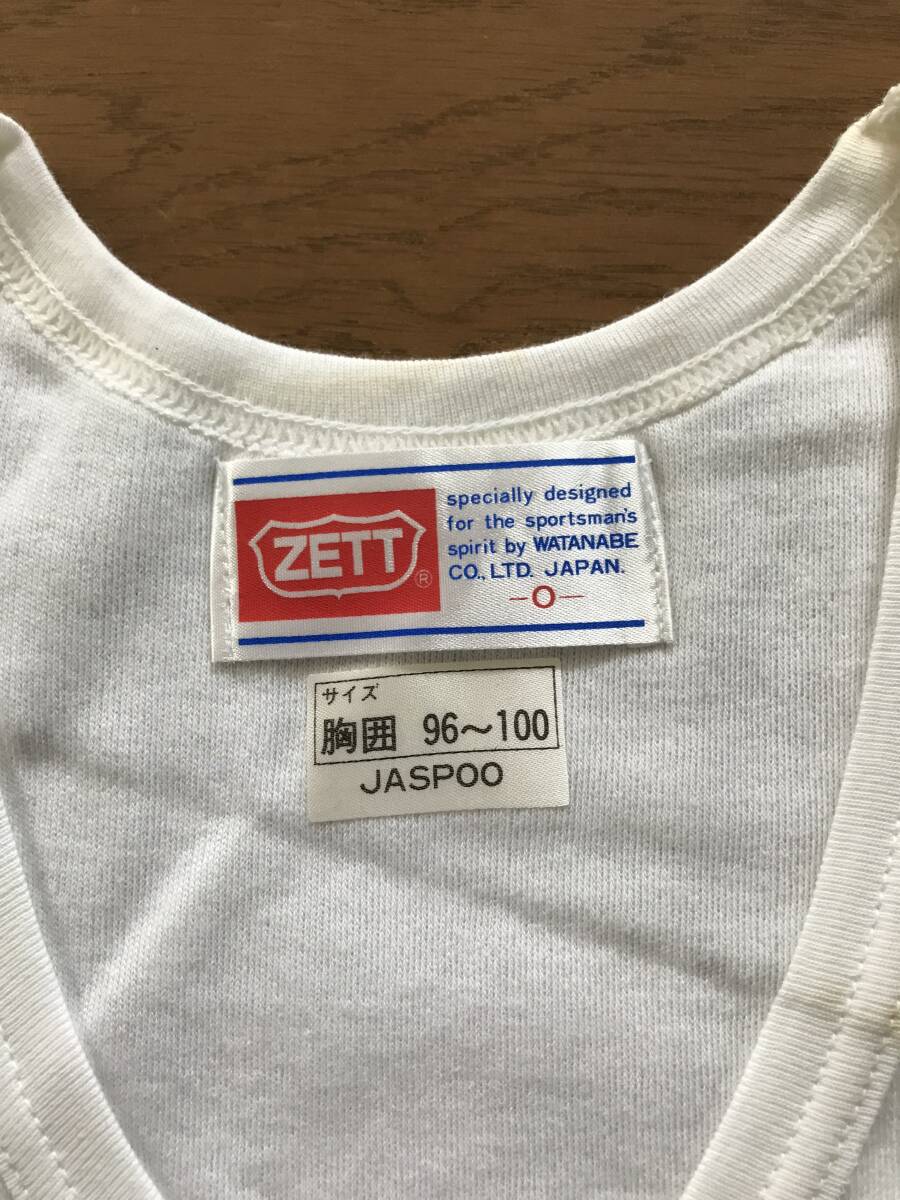 ZETT®
specially designed
for the sportsman's
spirit by WATANABE
CO., LTD. JAPAN.
-O-
サイズ
胸囲 96〜100
JASPOO